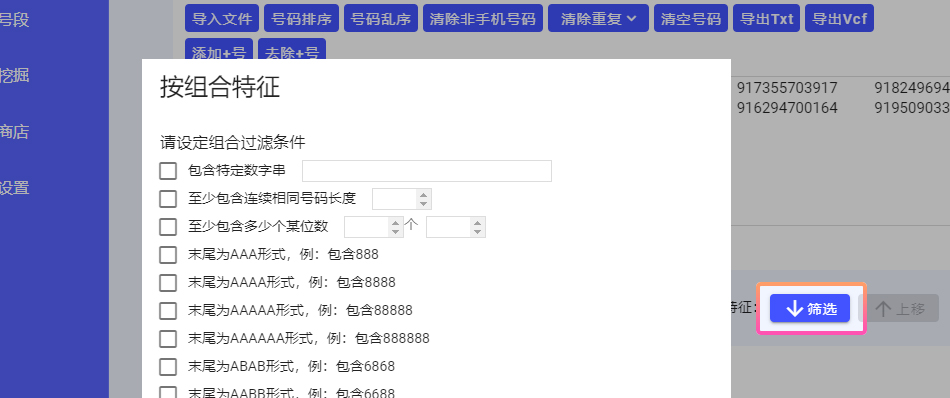 号段
挖掘
商店
设置
导入文件 号码排序 号码乱序 清除非手机号码 清除重复 清空号码 导出Txt 导出Vcf
添加+号 去除+号
917355703917 918249694
916294700164 919509033
按组合特征
请设定组合过滤条件
包含特定数字串
至少包含连续相同号码长度
至少包含多少个某位数 个
末尾为AAA形式，例：包含888
末尾为AAAA形式，例：包含8888
末尾为AAAAA形式，例：包含88888
末尾为AAAAAA形式，例：包含888888
末尾为ABAB形式，例：包含6868
末尾为AABB形式，例：包含6688
特征: 筛选 上移